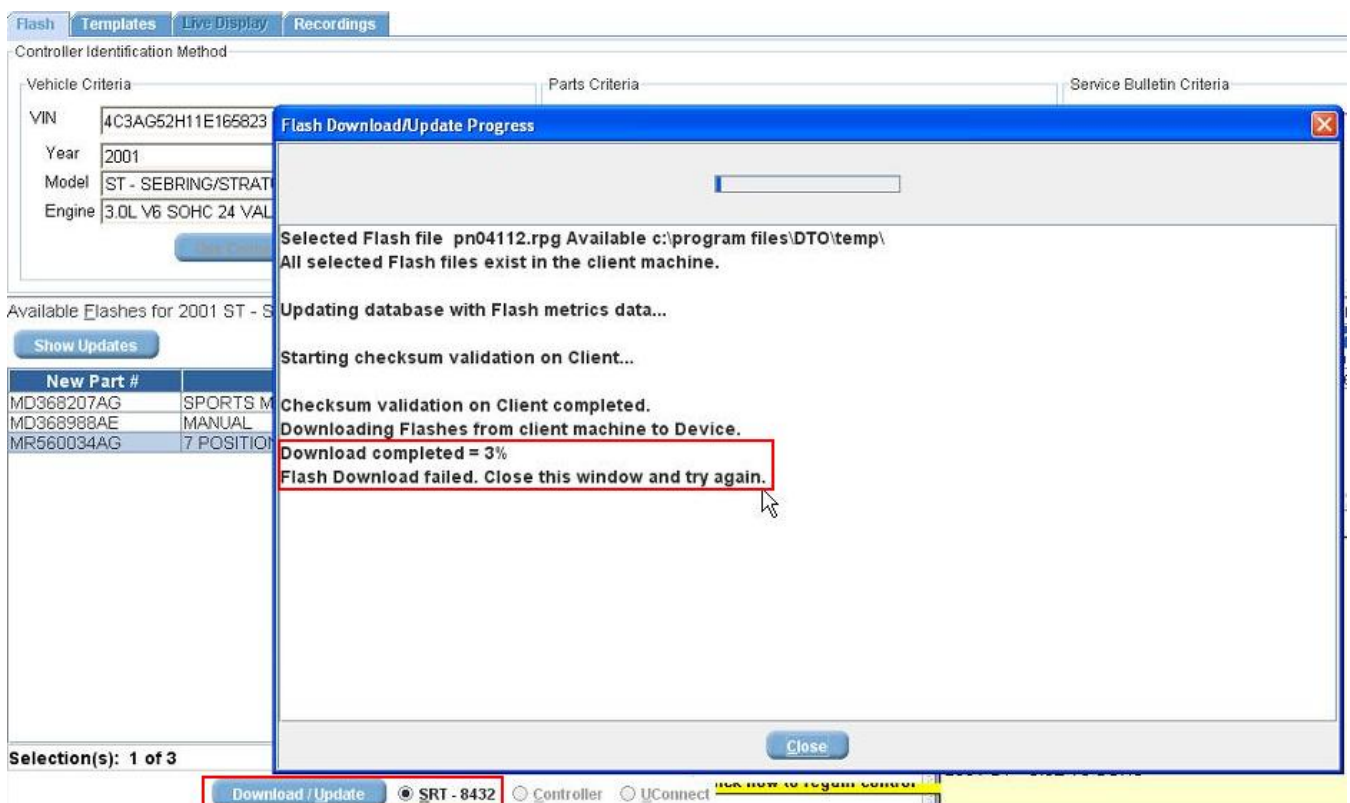 Flash Templates Live Display Recordings
Controller Identification Method
Vehicle Criteria Parts Criteria Service Bulletin Criteria
VIN 4C3AG52H11E165823
Flash Download/Update Progress
Year 2001
Model ST - SEBRING/STRATU
Engine 3.0L V6 SOHC 24 VAL
Selected Flash file pn04112.rpg Available c:\program files\DTO\temp\
All selected Flash files exist in the client machine.
Available Flashes for 2001 ST - S
Updating database with Flash metrics data...
Show Updates
Starting checksum validation on Client...
New Part #
MD368207AG SPORTS M
Checksum validation on Client completed.
MD368988AE MANUAL
Downloading Flashes from client machine to Device.
MR560034AG 7 POSITION
Download completed = 3%
Flash Download failed. Close this window and try again.
Close
Selection(s): 1 of 3
Download / Update SRT - 8432 Controller UConnect